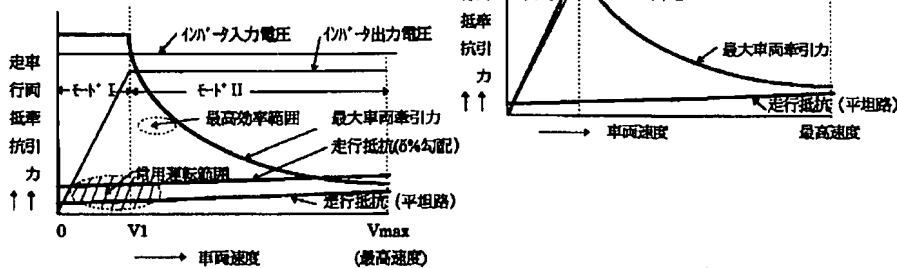 インバータ入力電圧
インバータ出力電圧
走行抵抗
車両牽引力
↑↑
モードI
モードII
最高効率範囲
最大車両牽引力
走行抵抗(δ%勾配)
常用運転範囲
走行抵抗 (平坦路)
0
V1
Vmax
→ 車両速度
(最高速度)
抵抗
牽引力
↑↑
最大車両牽引力
走行抵抗 (平坦路)
→ 車両速度
最高速度